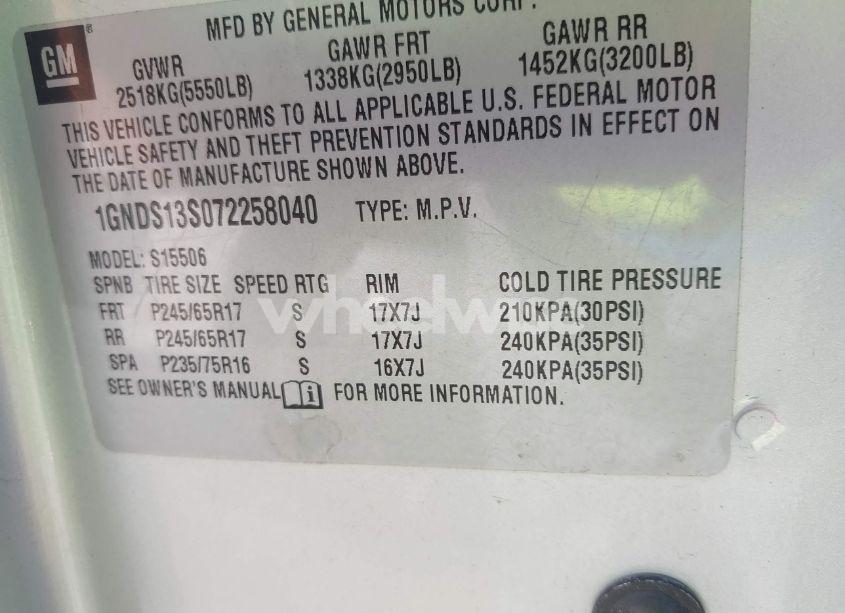 MFD BY GENERAL MOTORS CORP.
GM®
GVWR GAWR FRT GAWR RR
2518KG(5550LB) 1338KG(2950LB) 1452KG(3200LB)
THIS VEHICLE CONFORMS TO ALL APPLICABLE U.S. FEDERAL MOTOR
VEHICLE SAFETY AND THEFT PREVENTION STANDARDS IN EFFECT ON
THE DATE OF MANUFACTURE SHOWN ABOVE.
1GNDS13S072258040 TYPE: M.P.V.
MODEL: S15506
SPNB TIRE SIZE SPEED RTG RIM COLD TIRE PRESSURE
FRT P245/65R17 S 17X7J 210KPA(30PSI)
RR P245/65R17 S 17X7J 240KPA(35PSI)
SPA P235/75R16 S 16X7J 240KPA(35PSI)
SEE OWNER'S MANUAL i FOR MORE INFORMATION.